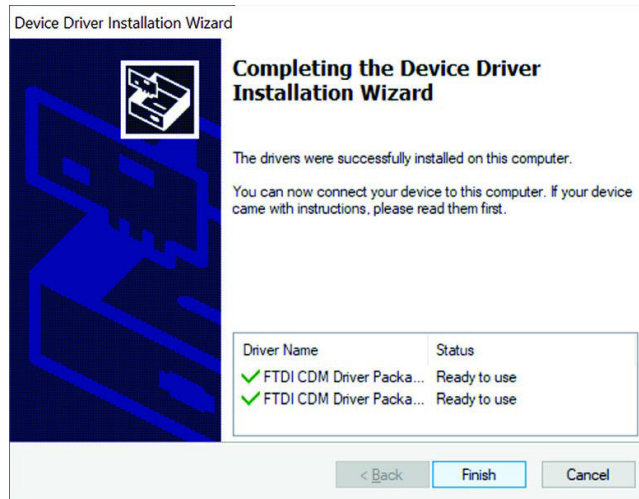 Device Driver Installation Wizard
Completing the Device Driver
Installation Wizard
The drivers were successfully installed on this computer.
You can now connect your device to this computer. If your device
came with instructions, please read them first.
Driver Name Status
FTDI CDM Driver Packa... Ready to use
FTDI CDM Driver Packa... Ready to use
< Back Finish Cancel